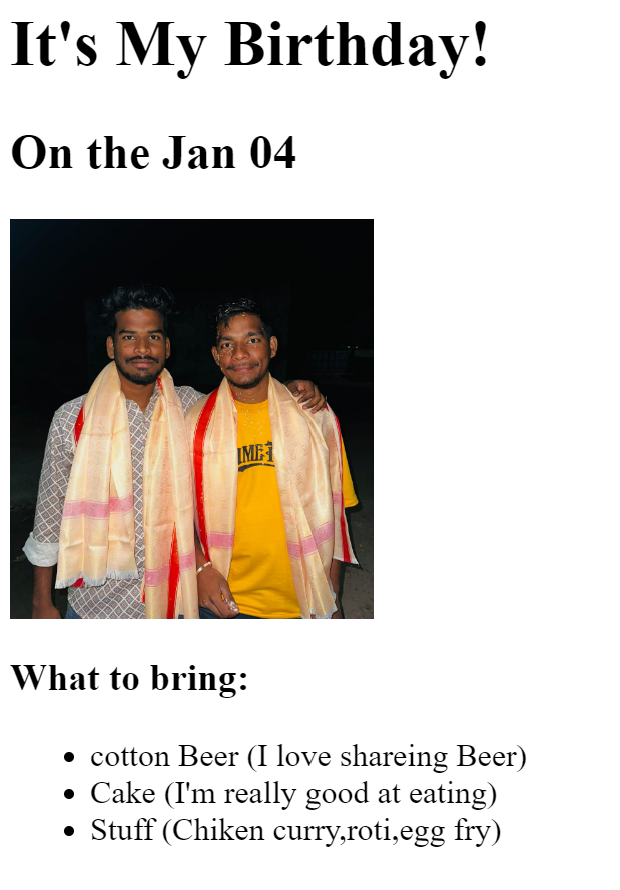 It's My Birthday!
On the Jan 04
What to bring:
cotton Beer (I love shareing Beer)
Cake (I'm really good at eating)
Stuff (Chiken curry,roti,egg fry)